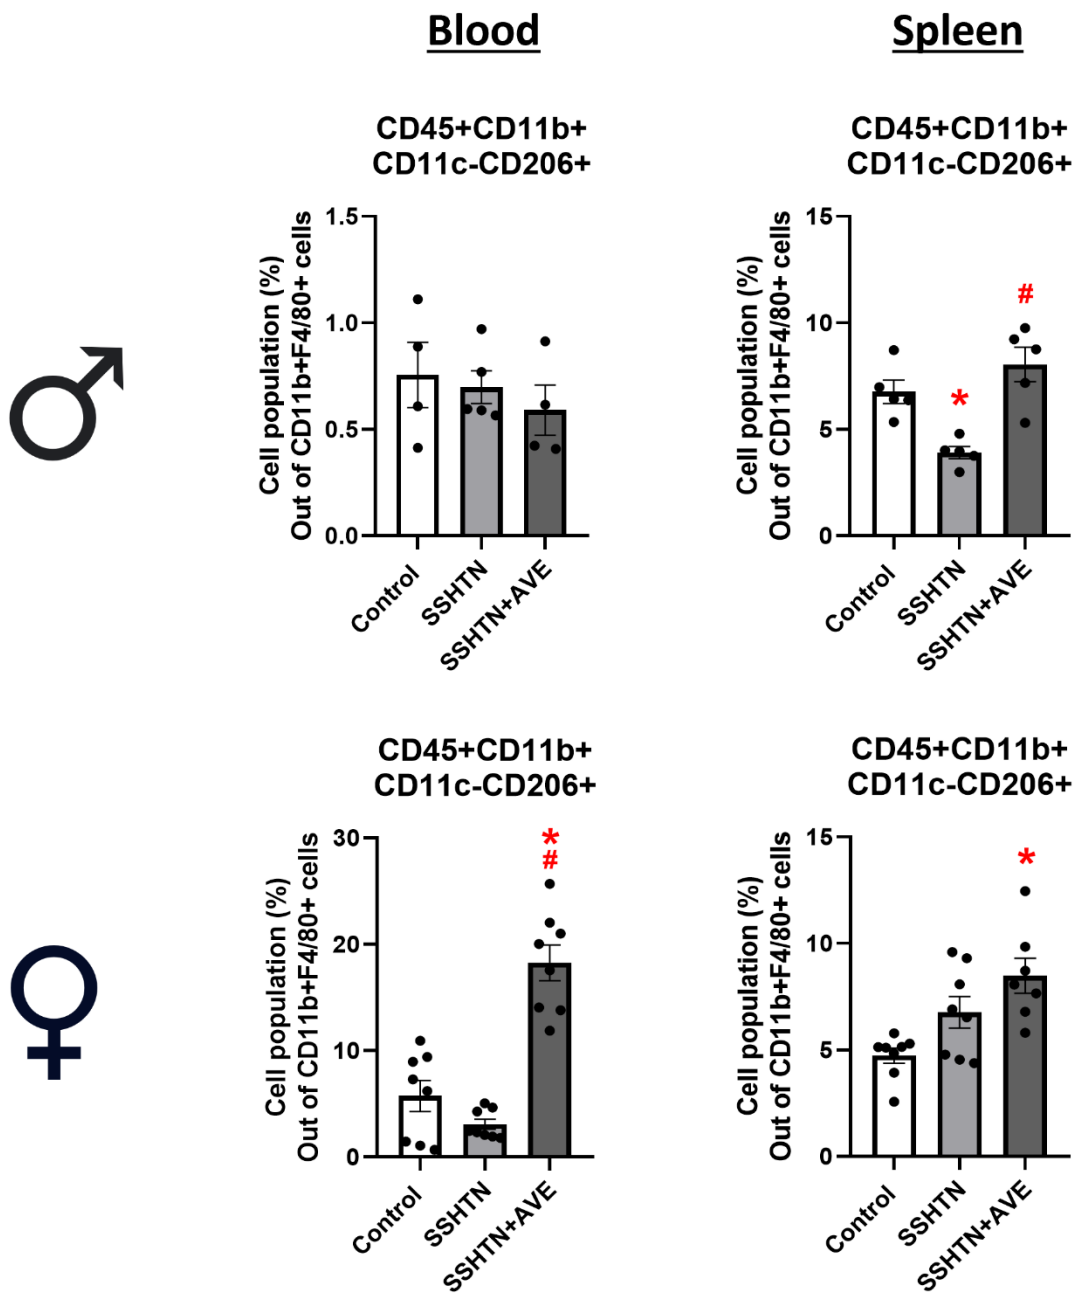 Blood
Spleen
CD45+CD11b+
CD11c-CD206+
Cell population (%)
Out of CD11b+F4/80+ cells
1.5
1.0
0.5
0.0
Control
SSHTN
SSHTN+AVE
CD45+CD11b+
CD11c-CD206+
Cell population (%)
Out of CD11b+F4/80+ cells
15
10
5
0
*
#
Control
SSHTN
SSHTN+AVE
CD45+CD11b+
CD11c-CD206+
Cell population (%)
Out of CD11b+F4/80+ cells
30
20
10
0
*
#
Control
SSHTN
SSHTN+AVE
CD45+CD11b+
CD11c-CD206+
Cell population (%)
Out of CD11b+F4/80+ cells
15
10
5
0
*
Control
SSHTN
SSHTN+AVE